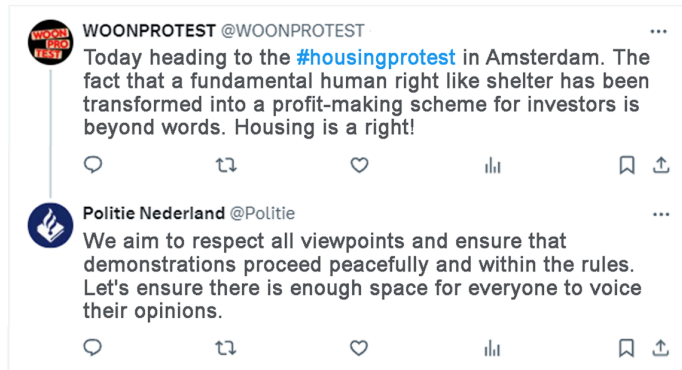 WOON
PRO
TEST
WOONPROTEST @WOONPROTEST
Today heading to the #housingprotest in Amsterdam. The
fact that a fundamental human right like shelter has been
transformed into a profit-making scheme for investors is
beyond words. Housing is a right!
Politie Nederland @Politie
We aim to respect all viewpoints and ensure that
demonstrations proceed peacefully and within the rules.
Let's ensure there is enough space for everyone to voice
their opinions.